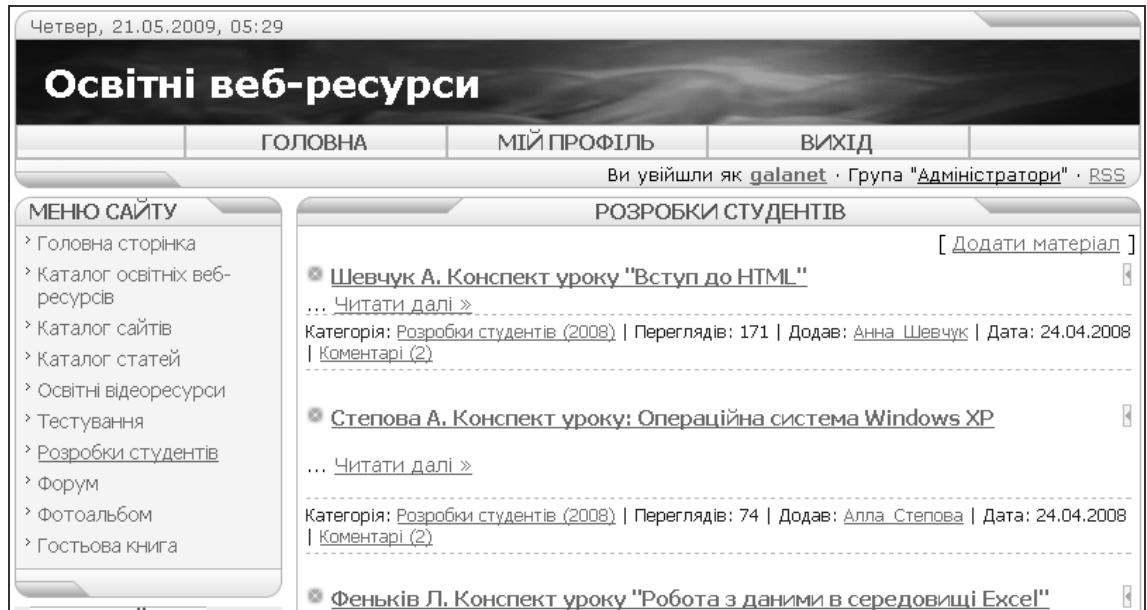 Четвер, 21.05.2009, 05:29
Освітні веб-ресурси
ГОЛОВНА
МІЙ ПРОФІЛЬ
ВИХІД
Ви увійшли як galanet · Група "Адміністратори" · RSS
МЕНЮ САЙТУ
Головна сторінка
Каталог освітніх веб-
ресурсів
Каталог сайтів
Каталог статей
Освітні відеоресурси
Тестування
Розробки студентів
Форум
Фотоальбом
Гостьова книга
РОЗРОБКИ СТУДЕНТІВ
[ Додати матеріал ]
Шевчук А. Конспект уроку "Вступ до HTML"
... Читати далі »
Категорія: Розробки студентів (2008) | Переглядів: 171 | Додав: Анна_Шевчук | Дата: 24.04.2008
| Коментарі (2)
Степова А. Конспект уроку: Операційна система Windows XP
... Читати далі »
Категорія: Розробки студентів (2008) | Переглядів: 74 | Додав: Алла_Степова | Дата: 24.04.2008
| Коментарі (2)
Феньків Л. Конспект уроку "Робота з даними в середовищі Excel"